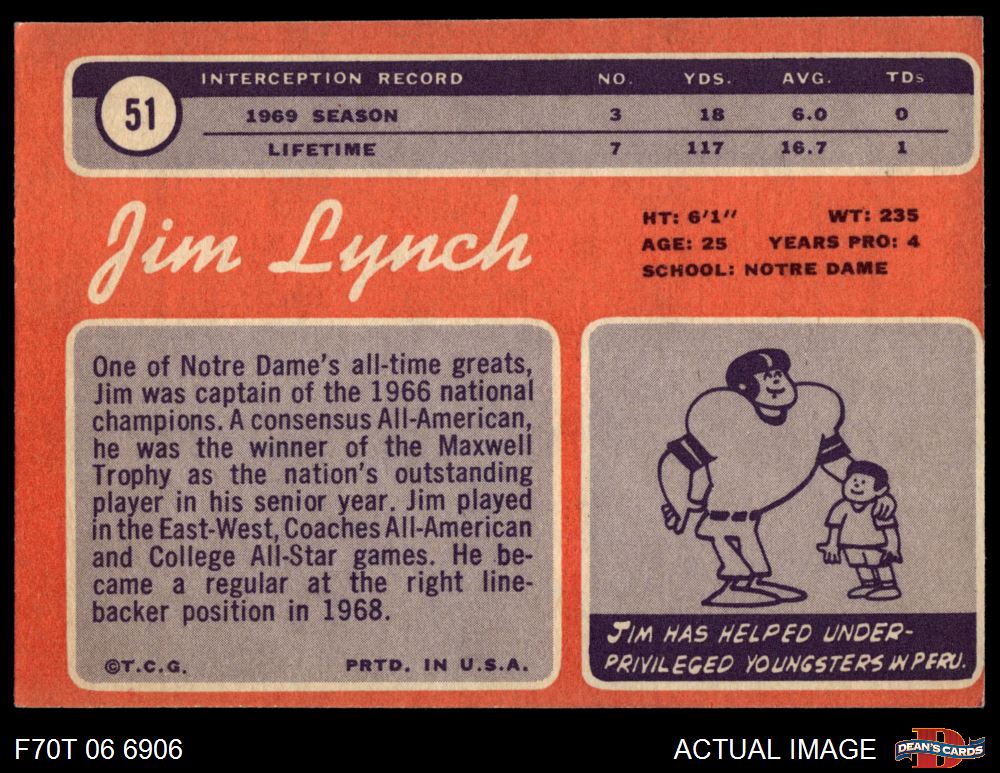 51
INTERCEPTION RECORD NO. YDS. AVG. TDs
1969 SEASON 3 18 6.0 0
LIFETIME 7 117 16.7 1
Jim Lynch
HT: 6'1" WT: 235
AGE: 25 YEARS PRO: 4
SCHOOL: NOTRE DAME
One of Notre Dame's all-time greats,
Jim was captain of the 1966 national
champions. A consensus All-American,
he was the winner of the Maxwell
Trophy as the nation's outstanding
player in his senior year. Jim played
in the East-West, Coaches All-American
and College All-Star games. He be-
came a regular at the right line-
backer position in 1968.
©T.C.G. PRTD. IN U.S.A.
JIM HAS HELPED UNDER-
PRIVILEGED YOUNGSTERS IN PERU.
F70T 06 6906 ACTUAL IMAGE
D
DEAN'S CARDS